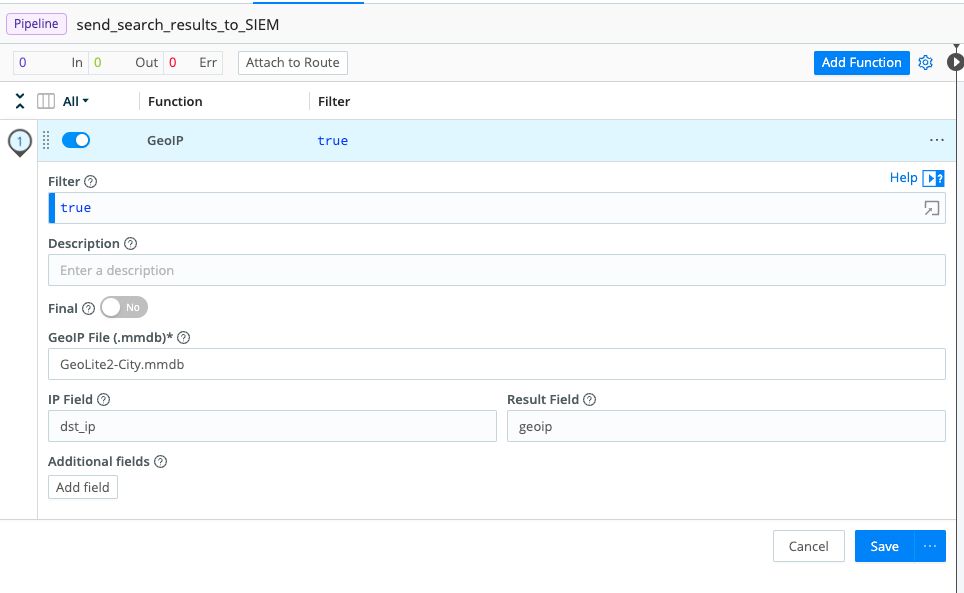 Pipeline send_search_results_to_SIEM
0 In 0 Out 0 Err Attach to Route Add Function
All Function Filter
1 GeoIP true ...
Filter ? Help ?
true
Description ?
Enter a description
Final ? No
GeoIP File (.mmdb)* ?
GeoLite2-City.mmdb
IP Field ? Result Field ?
dst_ip geoip
Additional fields ?
Add field
Cancel Save ...